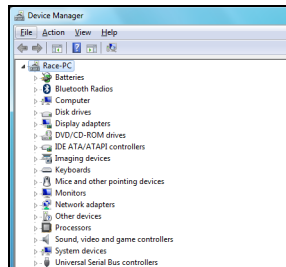 Device Manager
File Action View Help
Race-PC
Batteries
Bluetooth Radios
Computer
Disk drives
Display adapters
DVD/CD-ROM drives
IDE ATA/ATAPI controllers
Imaging devices
Keyboards
Mice and other pointing devices
Monitors
Network adapters
Other devices
Processors
Sound, video and game controllers
System devices
Universal Serial Bus controllers